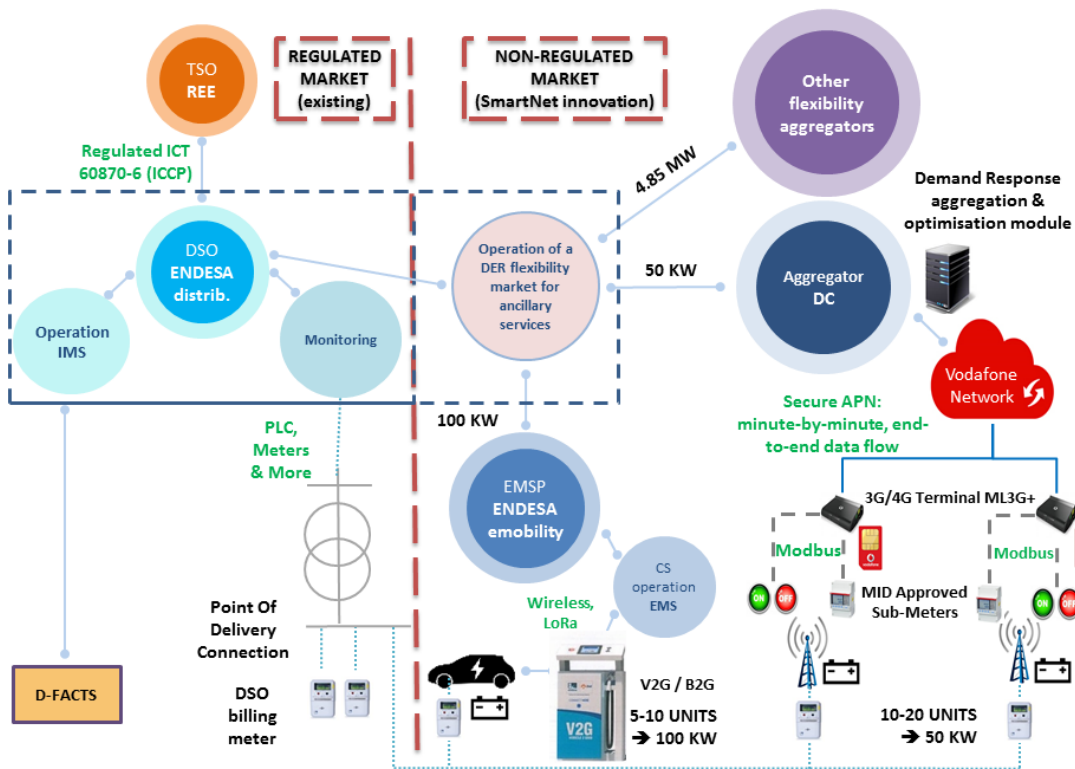 TSO
REE
REGULATED
MARKET
(existing)
NON-REGULATED
MARKET
(SmartNet innovation)
Other
flexibility
aggregators
Regulated ICT
60870-6 (ICCP)
4.85 MW
Demand Response
aggregation &
optimisation module
DSO
ENDESA
distrib.
Operation of a
DER flexibility
market for
ancillary
services
50 KW
Aggregator
DC
Operation
IMS
Monitoring
Vodafone
Network
PLC,
Meters
& More
100 KW
Secure APN:
minute-by-minute, end-
to-end data flow
EMSP
ENDESA
emobility
3G/4G Terminal ML3G+
Modbus
Modbus
CS
operation
EMS
ON
OFF
MID Approved
Sub-Meters
ON
OFF
Wireless,
LoRa
Point Of
Delivery
Connection
D-FACTS
DSO
billing
meter
V2G
V2G / B2G
5-10 UNITS
➔ 100 KW
10-20 UNITS
➔ 50 KW